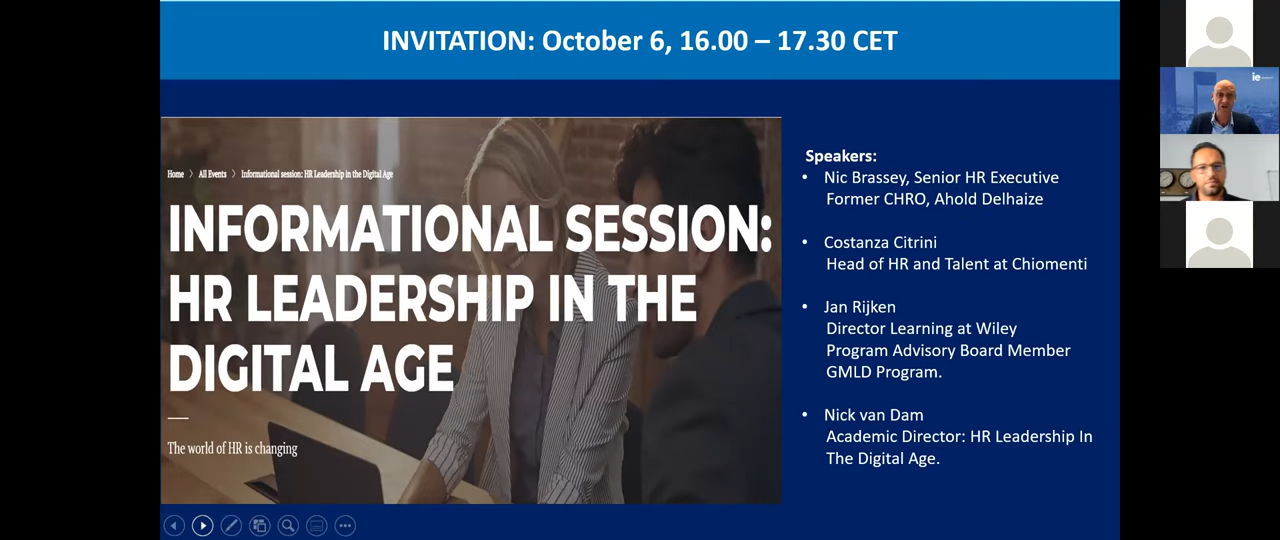 INVITATION: October 6, 16.00 – 17.30 CET
ie
Home > All Events > Informational session: HR Leadership in the Digital Age
INFORMATIONAL SESSION:
HR LEADERSHIP IN THE
DIGITAL AGE
The world of HR is changing
Speakers:
• Nic Brassey, Senior HR Executive
Former CHRO, Ahold Delhaize
• Costanza Citrini
Head of HR and Talent at Chiomenti
• Jan Rijken
Director Learning at Wiley
Program Advisory Board Member
GMLD Program.
• Nick van Dam
Academic Director: HR Leadership In
The Digital Age.